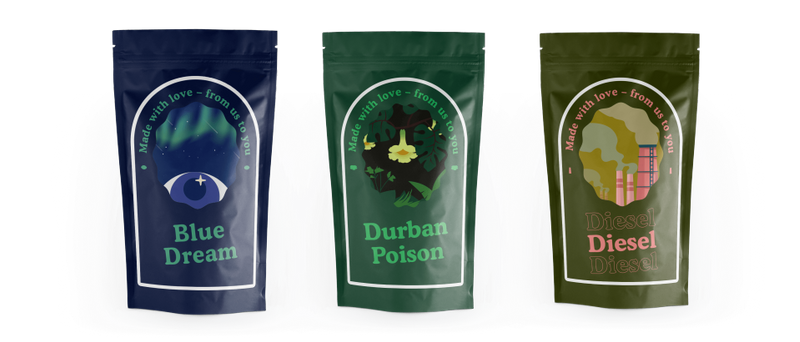 Made with love – from us to you
Blue
Dream
Made with love – from us to you
Durban
Poison
Made with love – from us to you
Diesel
Diesel
Diesel